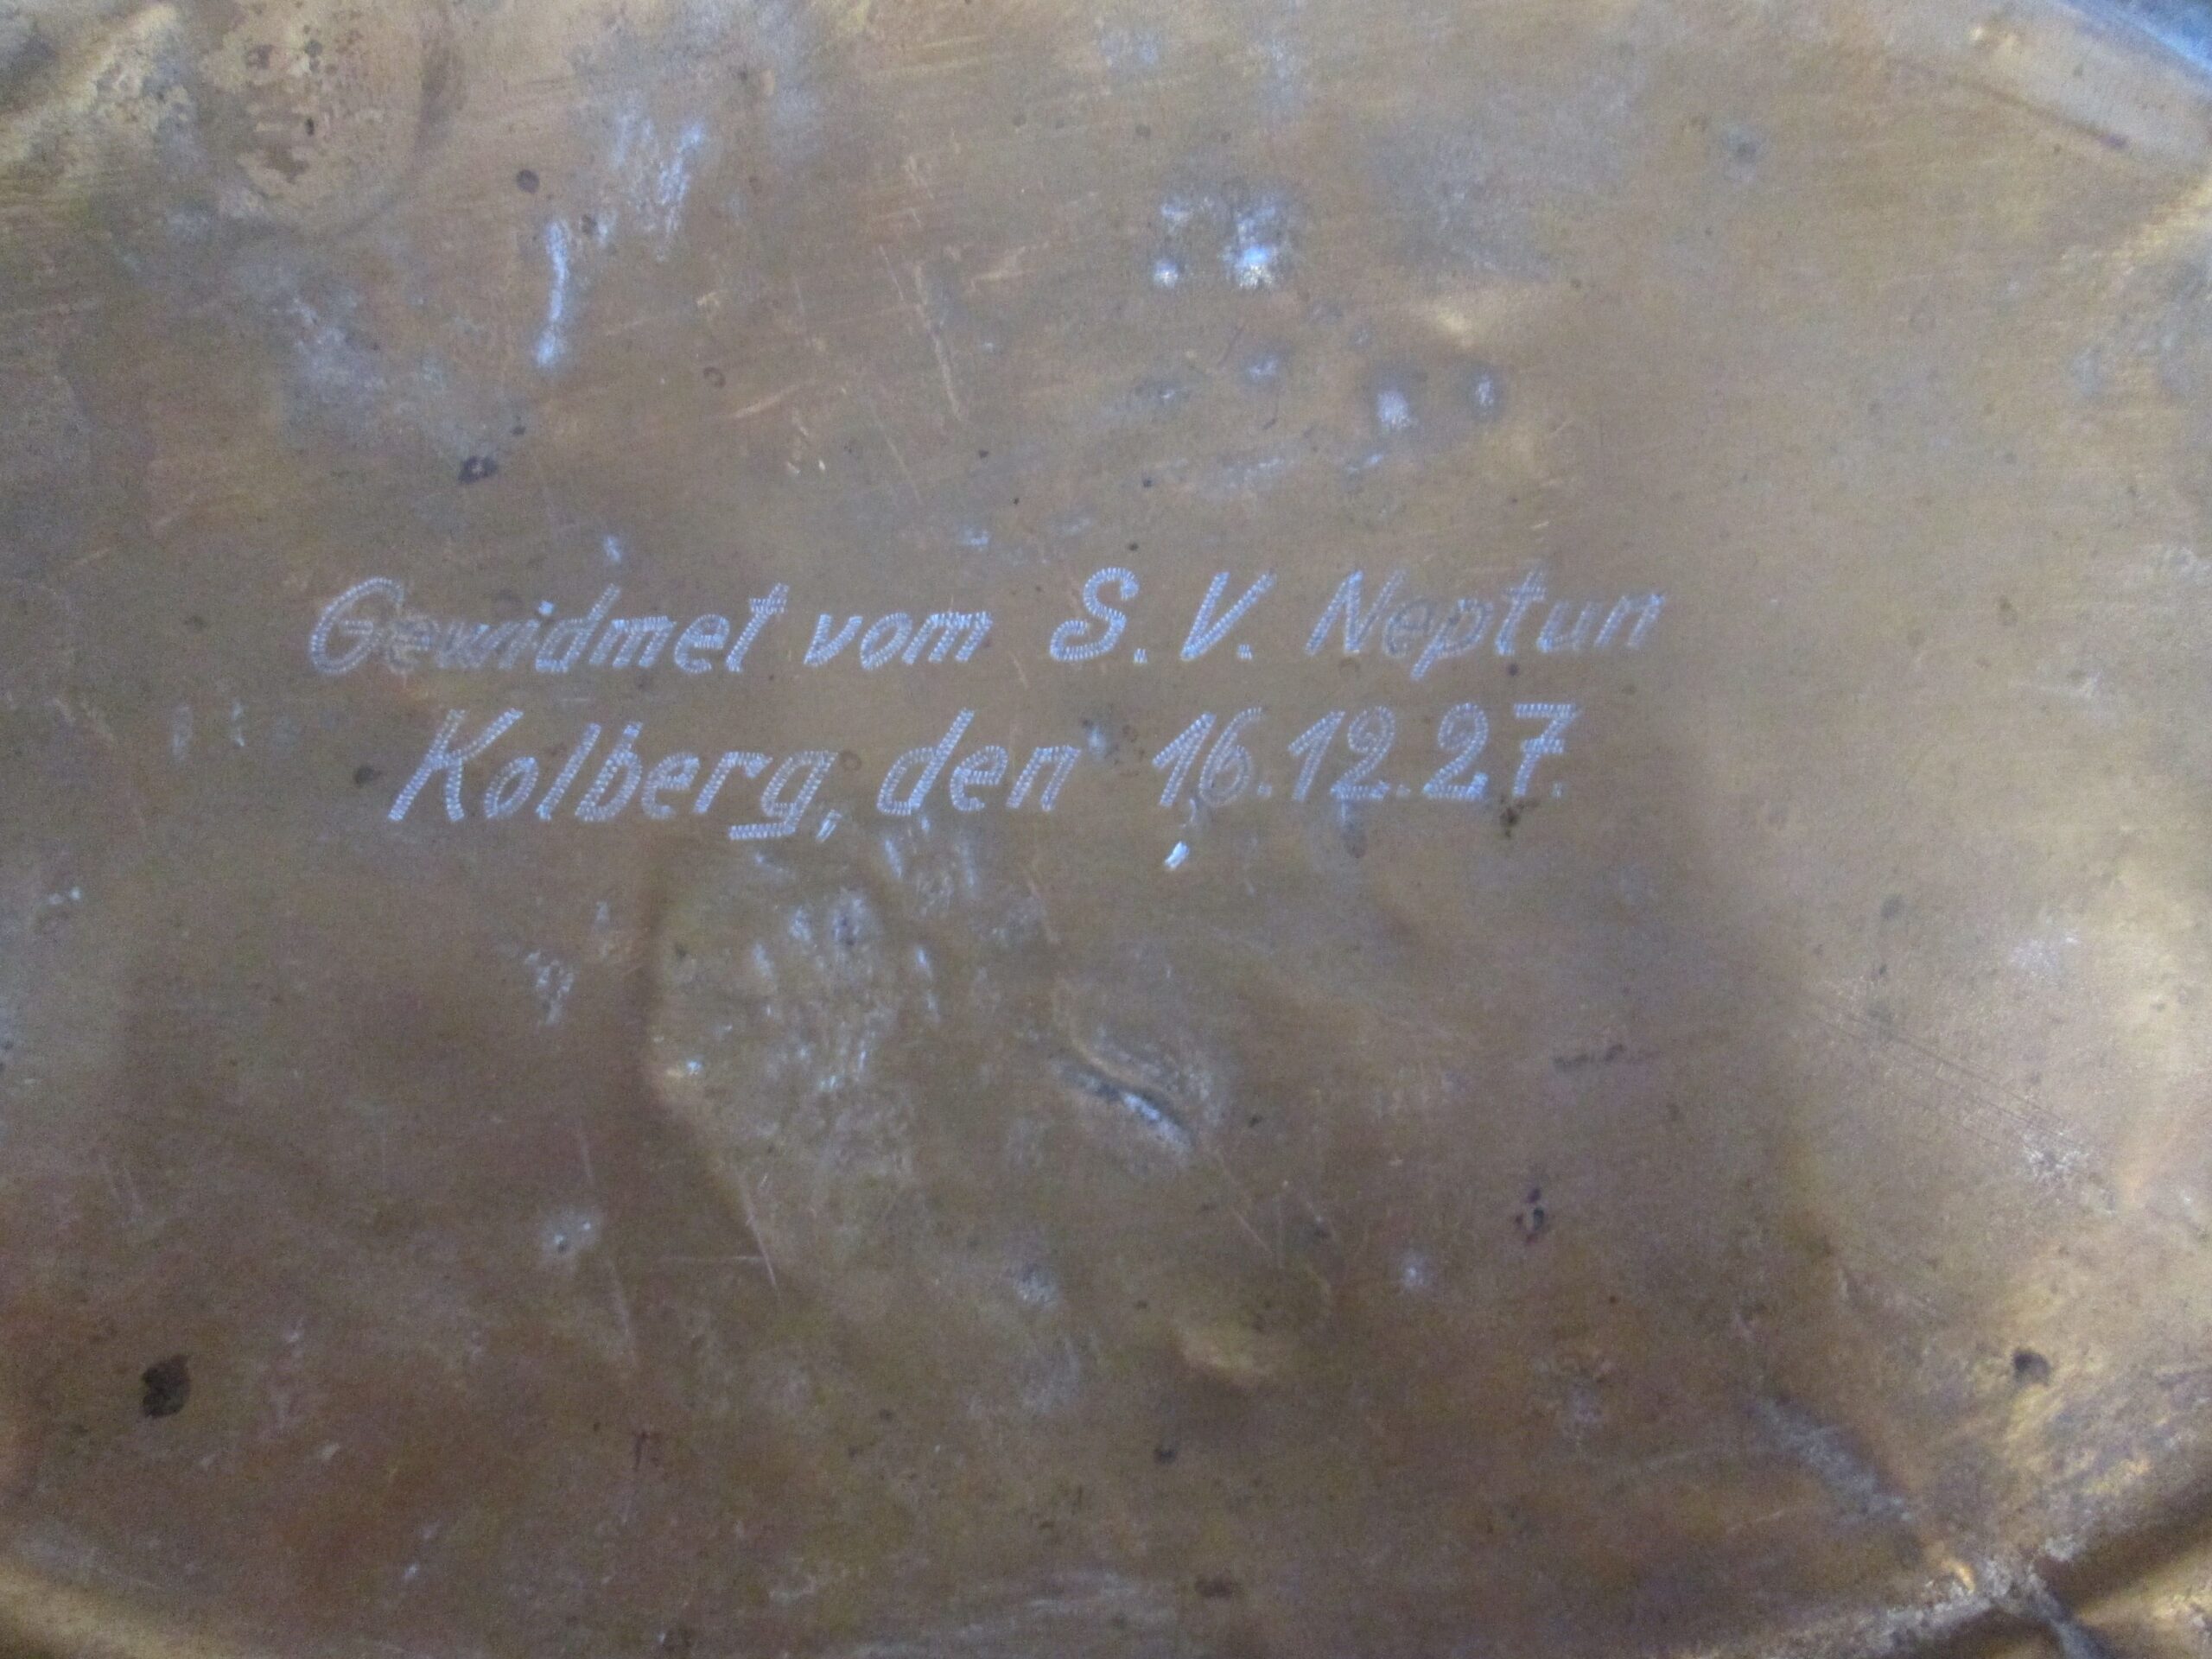 Gewidmet vom S. V. Neptun
Kolberg, den 16.12.27.